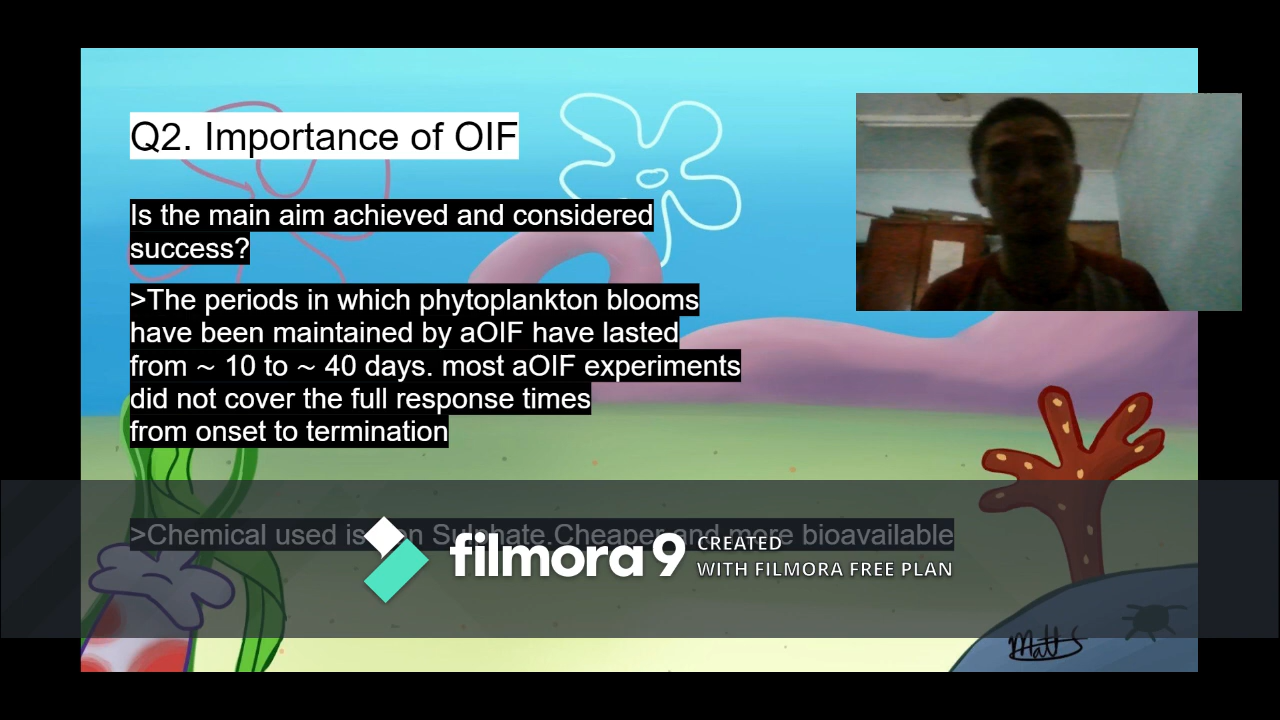 Q2. Importance of OIF
Is the main aim achieved and considered
success?
>The periods in which phytoplankton blooms
have been maintained by aOIF have lasted
from ~ 10 to ~ 40 days. most aOIF experiments
did not cover the full response times
from onset to termination
>Chemical used is Sulphate.Cheaper and more bioavailable
filmora9
CREATED
WITH FILMORA FREE PLAN
Matt S